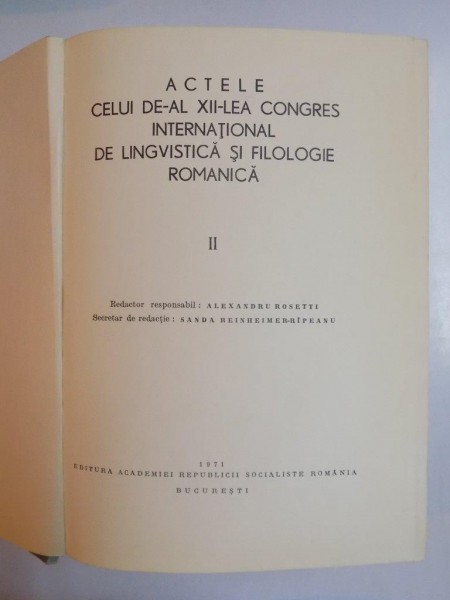 ACTELE
CELUI DE-AL XII-LEA CONGRES
INTERNAŢIONAL
DE LINGVISTICĂ ŞI FILOLOGIE
ROMANICĂ
II
Redactor responsabil : ALEXANDRU ROSETTI
Secretar de redacţie : SANDA REINHEIMER-RÎPEANU
1971
EDITURA ACADEMIEI REPUBLICII SOCIALISTE ROMÂNIA
BUCUREŞTI